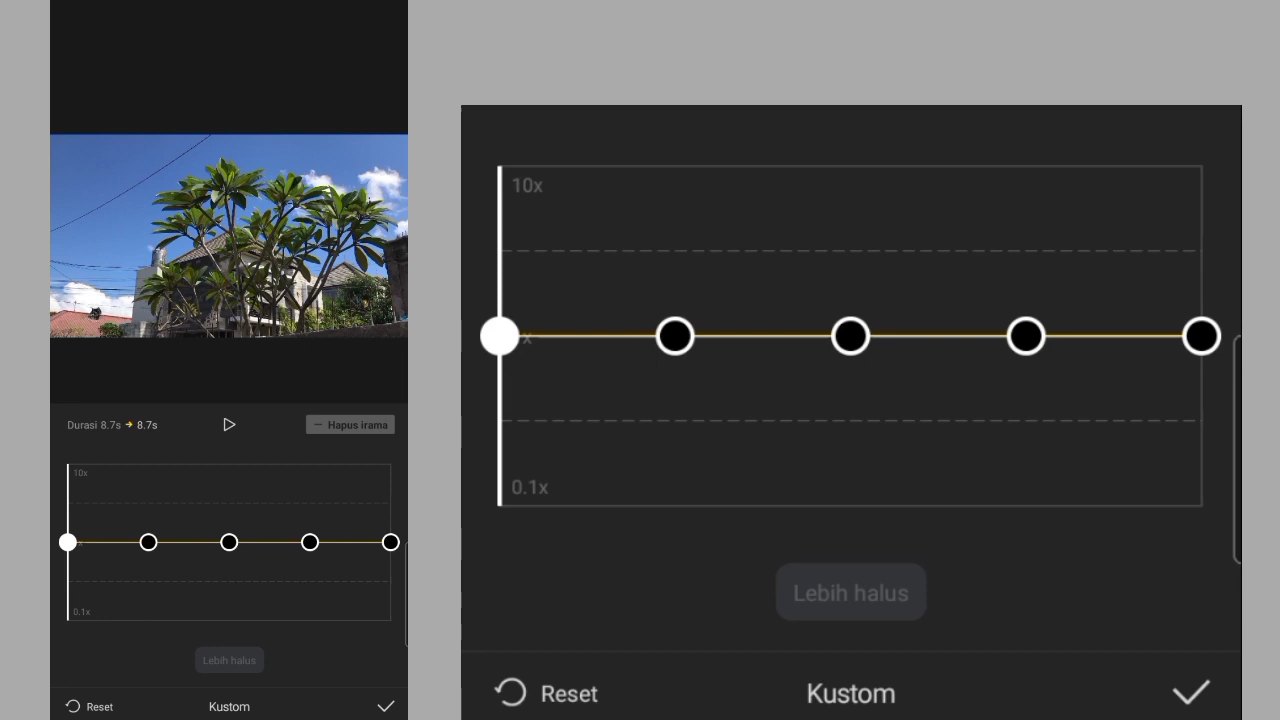 Durasi 8.7s → 8.7s
— Hapus irama
10x
0.1x
Lebih halus
Reset
Kustom
10x
x
0.1x
Lebih halus
Reset
Kustom